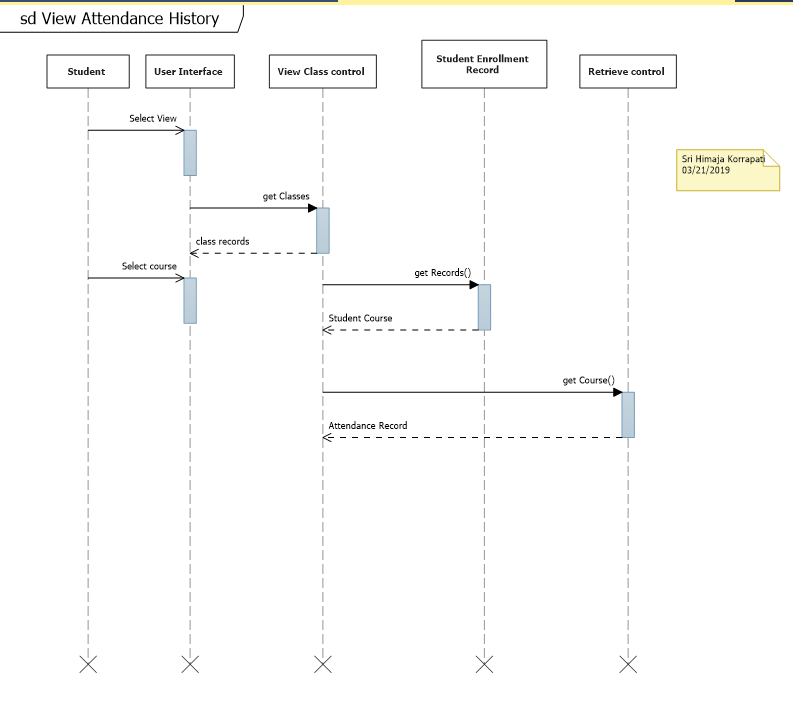 sd View Attendance History
Student
User Interface
View Class control
Student Enrollment
Record
Retrieve control
Select View
Sri Himaja Korrapati
03/21/2019
get Classes
class records
Select course
get Records()
Student Course
get Course()
Attendance Record